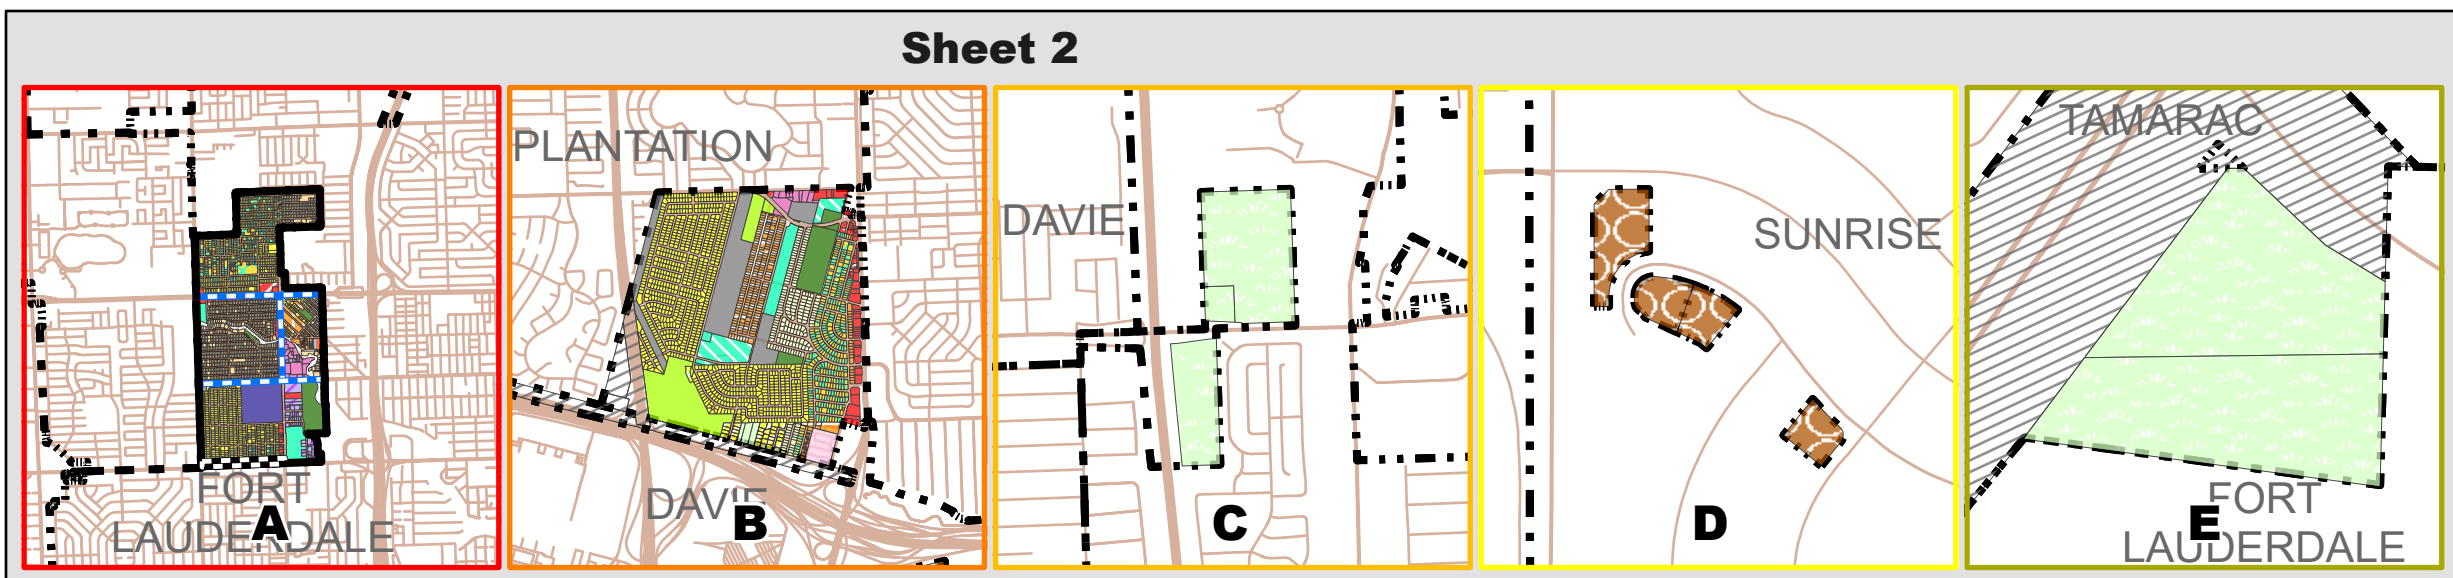 Sheet 2
FORT
LAUDERDALE
A
PLANTATION
DAVIE
B
DAVIE
C
SUNRISE
D
TAMARAC
FORT
LAUDERDALE
E